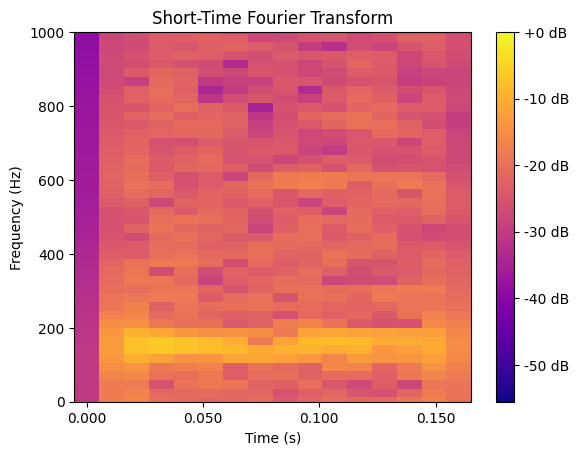 Short-Time Fourier Transform
1000
800
600
400
200
0
Frequency (Hz)
0.000
0.050
0.100
0.150
Time (s)
+0 dB
-10 dB
-20 dB
-30 dB
-40 dB
-50 dB